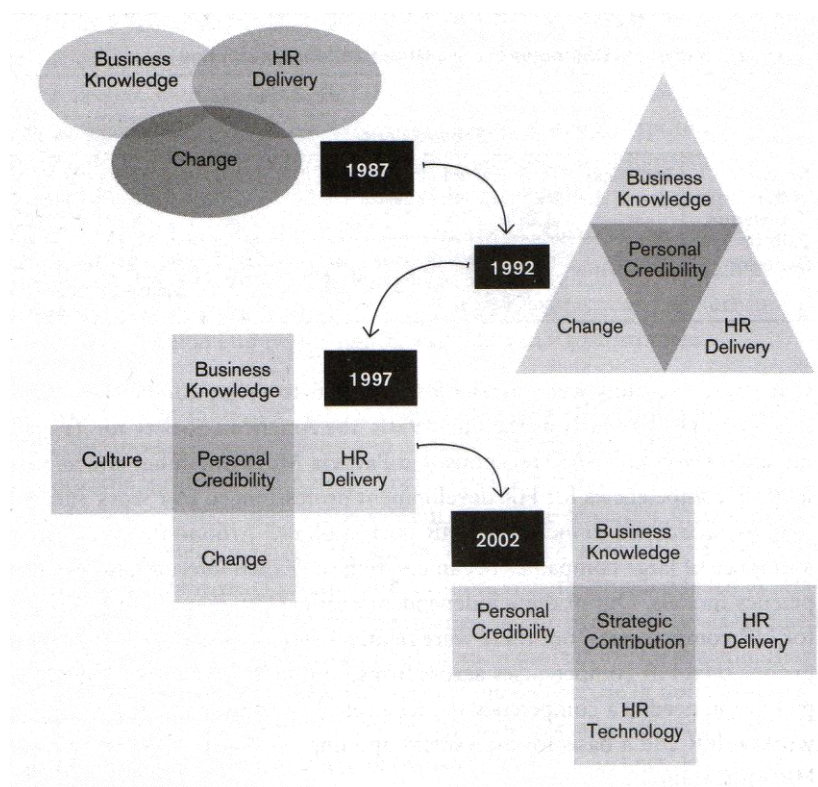 Business
Knowledge
HR
Delivery
Change
1987
Business
Knowledge
Personal
Credibility
Change
HR
Delivery
1992
1997
Business
Knowledge
Culture
Personal
Credibility
HR
Delivery
Change
2002
Business
Knowledge
Personal
Credibility
Strategic
Contribution
HR
Delivery
HR
Technology